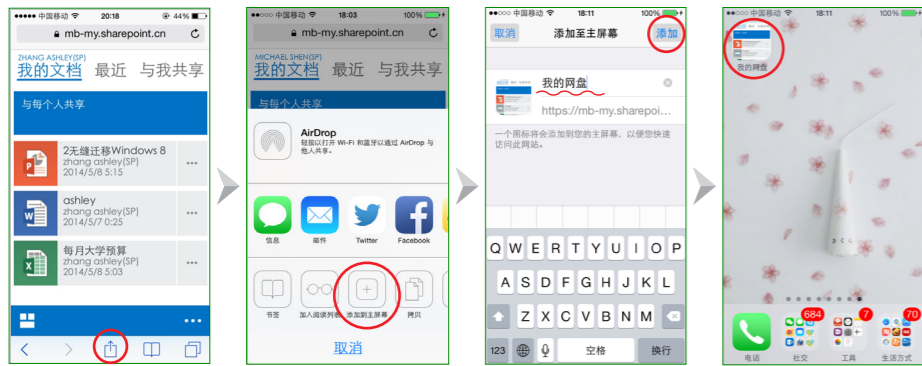 中国移动 20:18 44%
mb-my.sharepoint.cn
ZHANG ASHLEY(SP)
我的文档 最近 与我共享
与每个人共享
2无缝迁移Windows 8
zhang ashley(SP)
2014/5/8 5:15
ashley
zhang ashley(SP)
2014/5/7 0:25
每月大学预算
zhang ashley(SP)
2014/5/8 5:03
中国移动 18:03 100%
mb-my.sharepoint.cn
MICHAEL SHEN(SP)
我的文档 最近 与我共享
与每个人共享
AirDrop
轻按以打开 Wi-Fi 和蓝牙以通过 AirDrop 与
他人共享。
信息 邮件 Twitter Facebook
书签 加入阅读列表 添加到主屏幕 拷贝
取消
中国移动 18:11 100%
取消 添加至主屏幕 添加
我的网盘
https://mb-my.sharepoi...
一个图标将会添加到您的主屏幕,以便您快速
访问此网站。
Q W E R T Y U I O P
A S D F G H J K L
Z X C V B N M
123 空格 换行
中国移动 18:11 100%
我的网盘
さくら
684 7 70
电话 社交 工具 生活方式